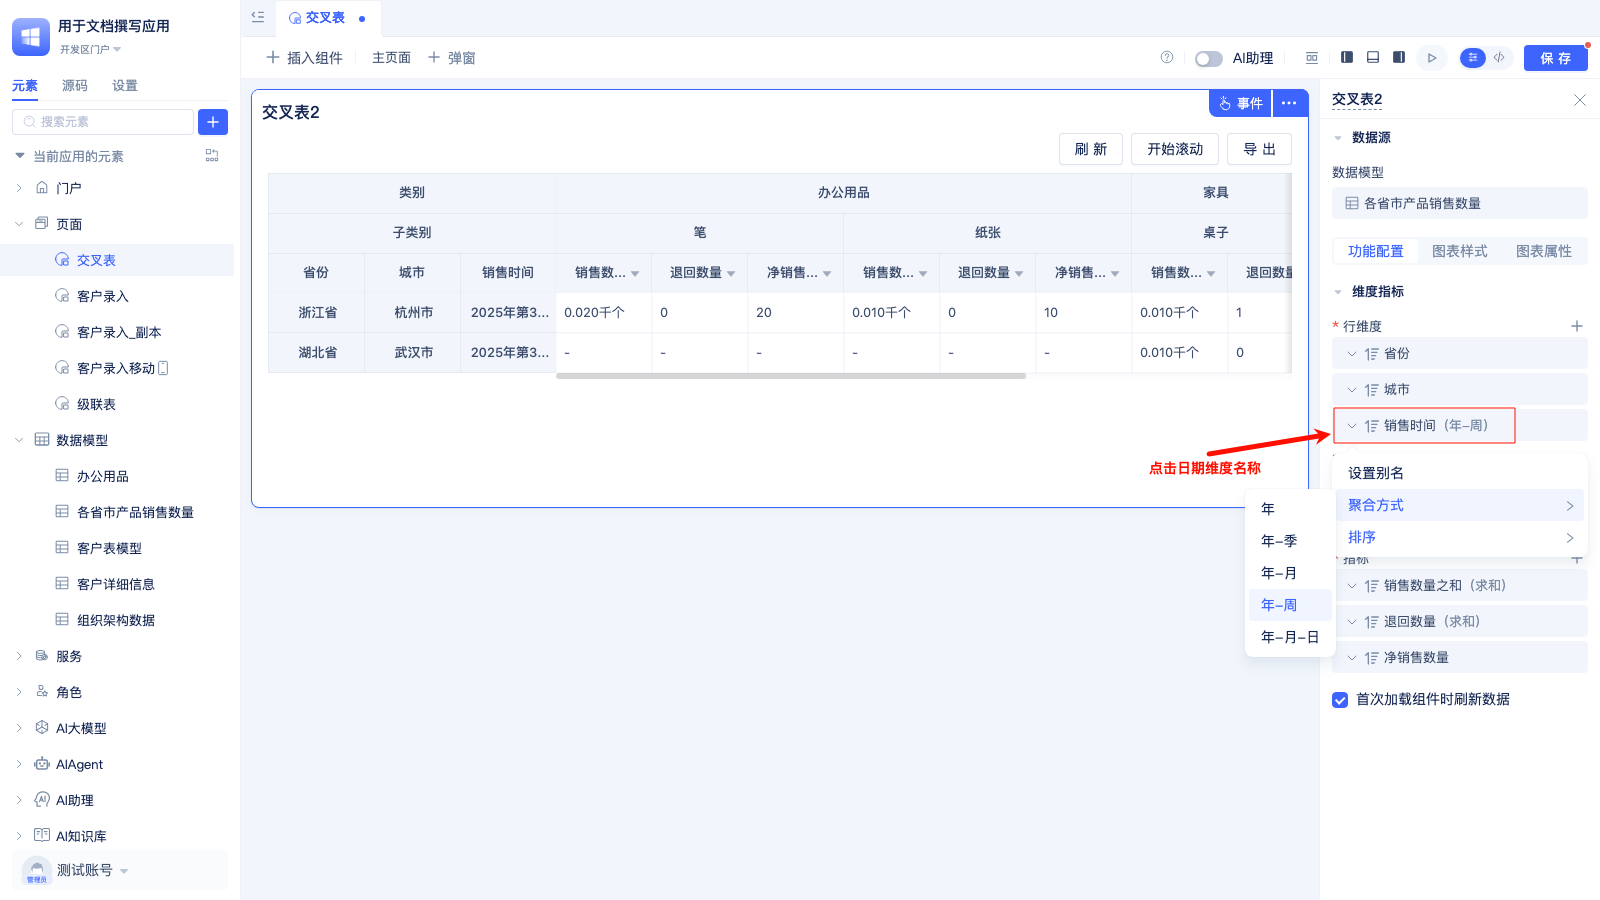 用于文档撰写应用
开发区门户
元素 源码 设置
搜索元素
当前应用的元素
门户
页面
交叉表
客户录入
客户录入_副本
客户录入移动
级联表
数据模型
办公用品
各省市产品销售数量
客户表模型
客户详细信息
组织架构数据
服务
角色
AI大模型
AIAgent
AI助理
AI知识库
测试账号
管理员
交叉表
插入组件 主页面 弹窗
AI助理
保 存
交叉表2
事件
刷 新 开始滚动 导 出
类别 办公用品 家具
子类别 笔 纸张 桌子
省份 城市 销售时间 销售数... 退回数量 净销售... 销售数... 退回数量 净销售... 销售数... 退回数量
浙江省 杭州市 2025年第3... 0.020千个 0 20 0.010千个 0 10 0.010千个 1
湖北省 武汉市 2025年第3... - - - - - - 0.010千个 0
点击日期维度名称
年
年-季
年-月
年-周
年-月-日
交叉表2
数据源
数据模型
各省市产品销售数量
功能配置 图表样式 图表属性
维度指标
* 行维度
省份
城市
销售时间（年-周）
设置别名
聚合方式
排序
指标
销售数量之和（求和）
退回数量（求和）
净销售数量
首次加载组件时刷新数据